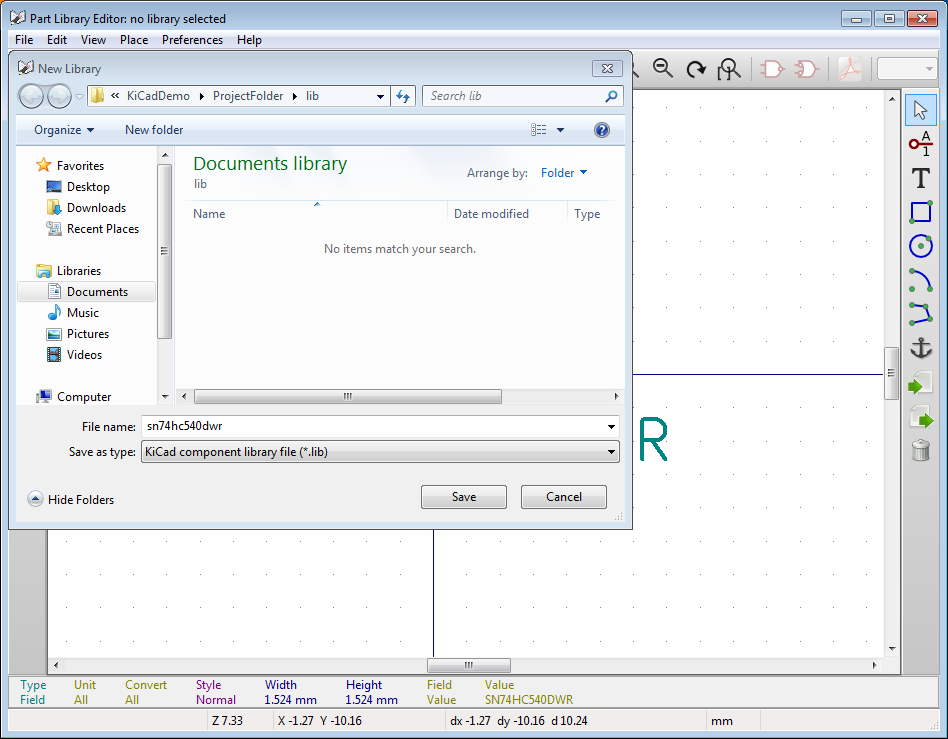 Part Library Editor: no library selected
File Edit View Place Preferences Help
New Library
« KiCadDemo ▸ ProjectFolder ▸ lib
Search lib
Organize New folder
Favorites
Desktop
Downloads
Recent Places
Libraries
Documents
Music
Pictures
Videos
Computer
Documents library
lib
Arrange by: Folder
Name Date modified Type
No items match your search.
File name: sn74hc540dwr
Save as type: KiCad component library file (*.lib)
Hide Folders
Save Cancel
R
A
1
T
Type Unit Convert Style Width Height Field Value
Field All All Normal 1.524 mm 1.524 mm Value SN74HC540DWR
Z 7.33 X -1.27 Y -10.16 dx -1.27 dy -10.16 d 10.24 mm